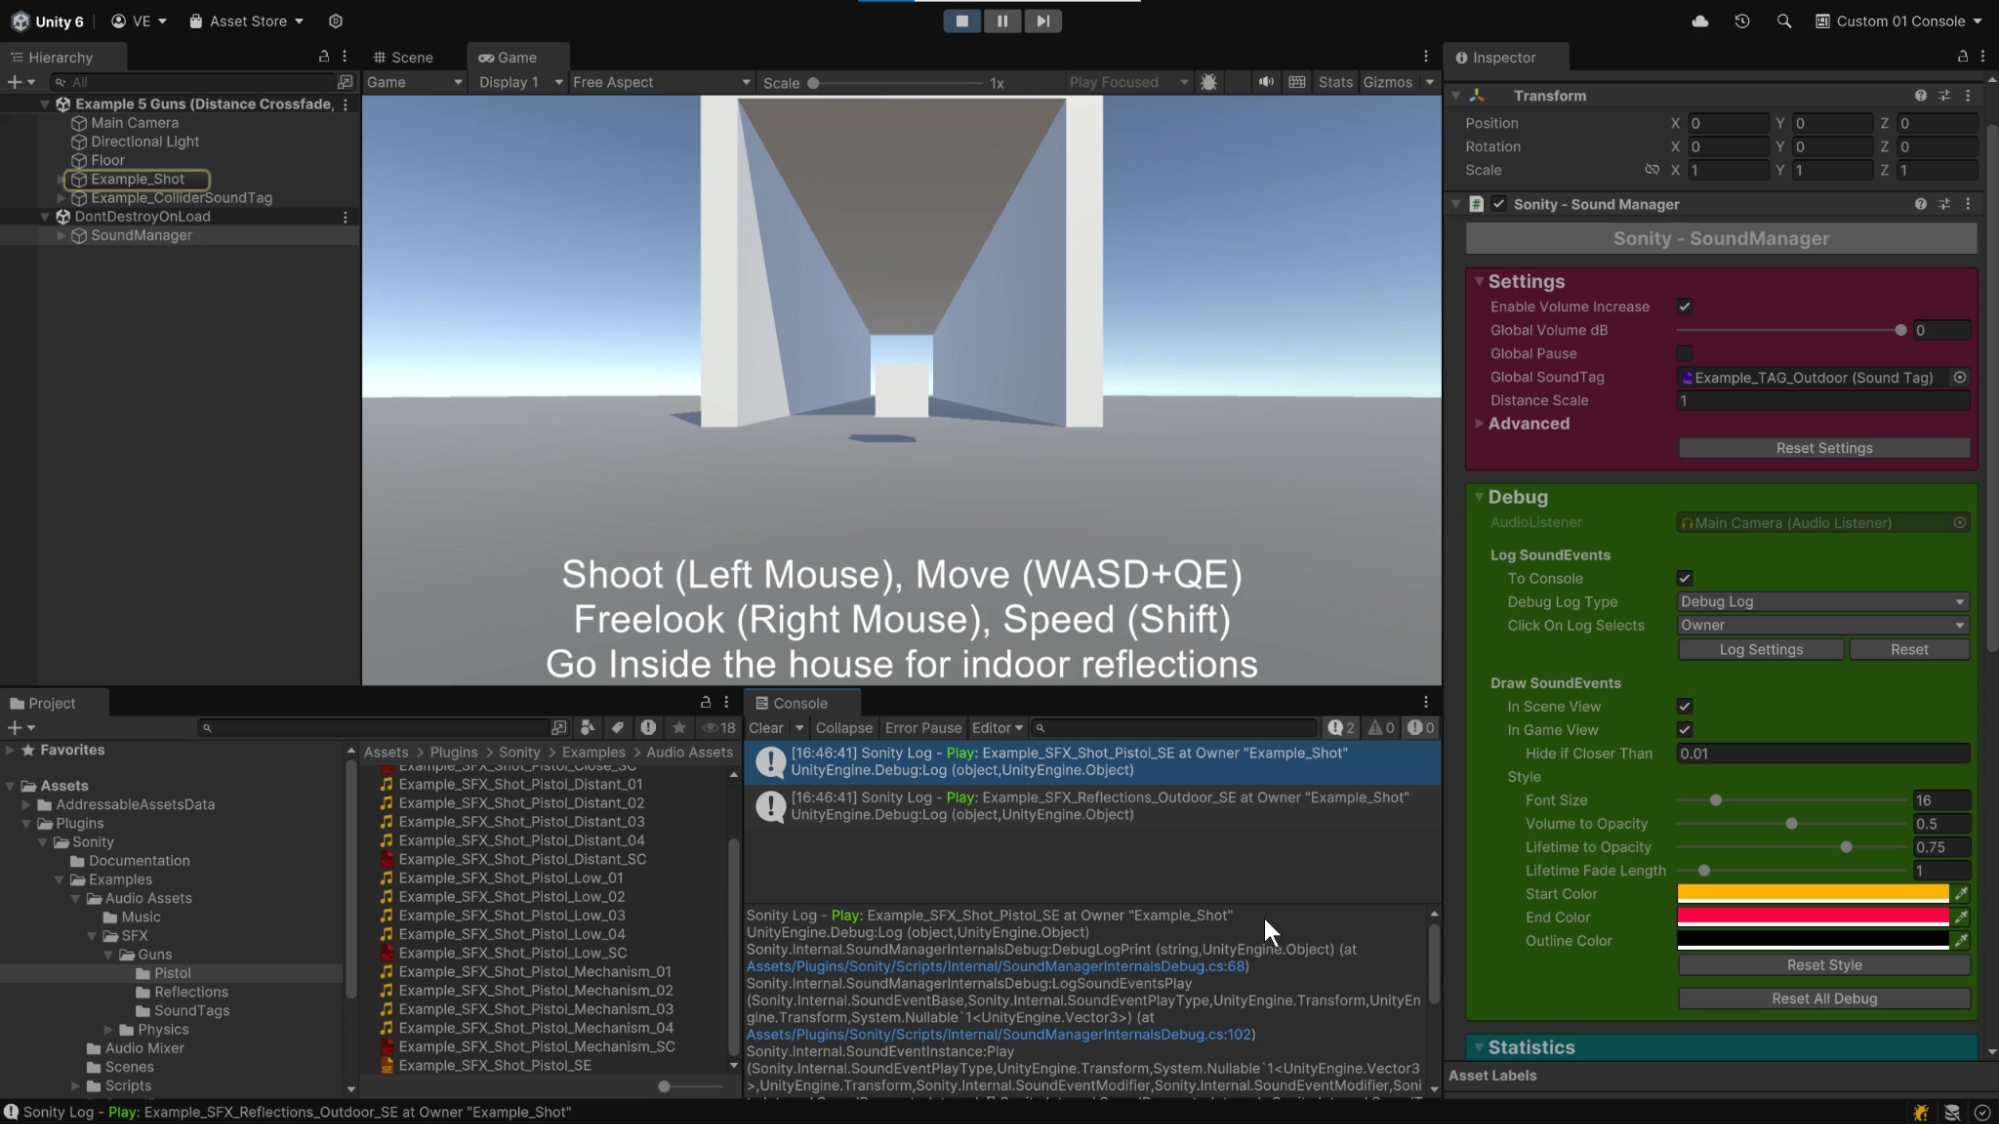 Unity 6 VE Asset Store Custom 01 Console
Hierarchy
All
Example 5 Guns (Distance Crossfade,
Main Camera
Directional Light
Floor
Example_Shot
Example_ColliderSoundTag
DontDestroyOnLoad
SoundManager
Scene Game
Game Display 1 Free Aspect Scale 1x Play Focused Stats Gizmos
Shoot (Left Mouse), Move (WASD+QE)
Freelook (Right Mouse), Speed (Shift)
Go Inside the house for indoor reflections
Inspector
Transform
Position X 0 Y 0 Z 0
Rotation X 0 Y 0 Z 0
Scale X 1 Y 1 Z 1
Sonity - Sound Manager
Sonity - SoundManager
Settings
Enable Volume Increase
Global Volume dB 0
Global Pause
Global SoundTag Example_TAG_Outdoor (Sound Tag)
Distance Scale 1
Advanced
Reset Settings
Debug
AudioListener Main Camera (Audio Listener)
Log SoundEvents
To Console
Debug Log Type Debug Log
Click On Log Selects Owner
Log Settings Reset
Draw SoundEvents
In Scene View
In Game View
Hide if Closer Than 0.01
Style
Font Size 16
Volume to Opacity 0.5
Lifetime to Opacity 0.75
Lifetime Fade Length 1
Start Color
End Color
Outline Color
Reset Style
Reset All Debug
Statistics
Asset Labels
Project
18
Favorites
Assets
AddressableAssetsData
Plugins
Sonity
Documentation
Examples
Audio Assets
Music
SFX
Guns
Pistol
Reflections
SoundTags
Physics
Audio Mixer
Scenes
Scripts
Assets > Plugins > Sonity > Examples > Audio Assets
Example_SFX_Shot_Pistol_Close_SC
Example_SFX_Shot_Pistol_Distant_01
Example_SFX_Shot_Pistol_Distant_02
Example_SFX_Shot_Pistol_Distant_03
Example_SFX_Shot_Pistol_Distant_04
Example_SFX_Shot_Pistol_Distant_SC
Example_SFX_Shot_Pistol_Low_01
Example_SFX_Shot_Pistol_Low_02
Example_SFX_Shot_Pistol_Low_03
Example_SFX_Shot_Pistol_Low_04
Example_SFX_Shot_Pistol_Low_SC
Example_SFX_Shot_Pistol_Mechanism_01
Example_SFX_Shot_Pistol_Mechanism_02
Example_SFX_Shot_Pistol_Mechanism_03
Example_SFX_Shot_Pistol_Mechanism_04
Example_SFX_Shot_Pistol_Mechanism_SC
Example_SFX_Shot_Pistol_SE
Console
Clear Collapse Error Pause Editor 2 0 0
[16:46:41] Sonity Log - Play: Example_SFX_Shot_Pistol_SE at Owner "Example_Shot"
UnityEngine.Debug:Log (object,UnityEngine.Object)
[16:46:41] Sonity Log - Play: Example_SFX_Reflections_Outdoor_SE at Owner "Example_Shot"
UnityEngine.Debug:Log (object,UnityEngine.Object)
Sonity Log - Play: Example_SFX_Shot_Pistol_SE at Owner "Example_Shot"
UnityEngine.Debug:Log (object,UnityEngine.Object)
Sonity.Internal.SoundManagerInternalsDebug:DebugLogPrint (string,UnityEngine.Object) (at
Assets/Plugins/Sonity/Scripts/Internal/SoundManagerInternalsDebug.cs:68)
Sonity.Internal.SoundManagerInternalsDebug:LogSoundEventsPlay
(Sonity.Internal.SoundEventBase,Sonity.Internal.SoundEventPlayType,UnityEngine.Transform,UnityEn
gine.Transform,System.Nullable`1<UnityEngine.Vector3>) (at
Assets/Plugins/Sonity/Scripts/Internal/SoundManagerInternalsDebug.cs:102)
Sonity.Internal.SoundEventInstance:Play
(Sonity.Internal.SoundEventPlayType,UnityEngine.Transform,System.Nullable`1<UnityEngine.Vector3
>,UnityEngine.Transform,Sonity.Internal.SoundEventModifier,Sonity.Internal.SoundEventModifier,Soni
Sonity Log - Play: Example_SFX_Reflections_Outdoor_SE at Owner "Example_Shot"